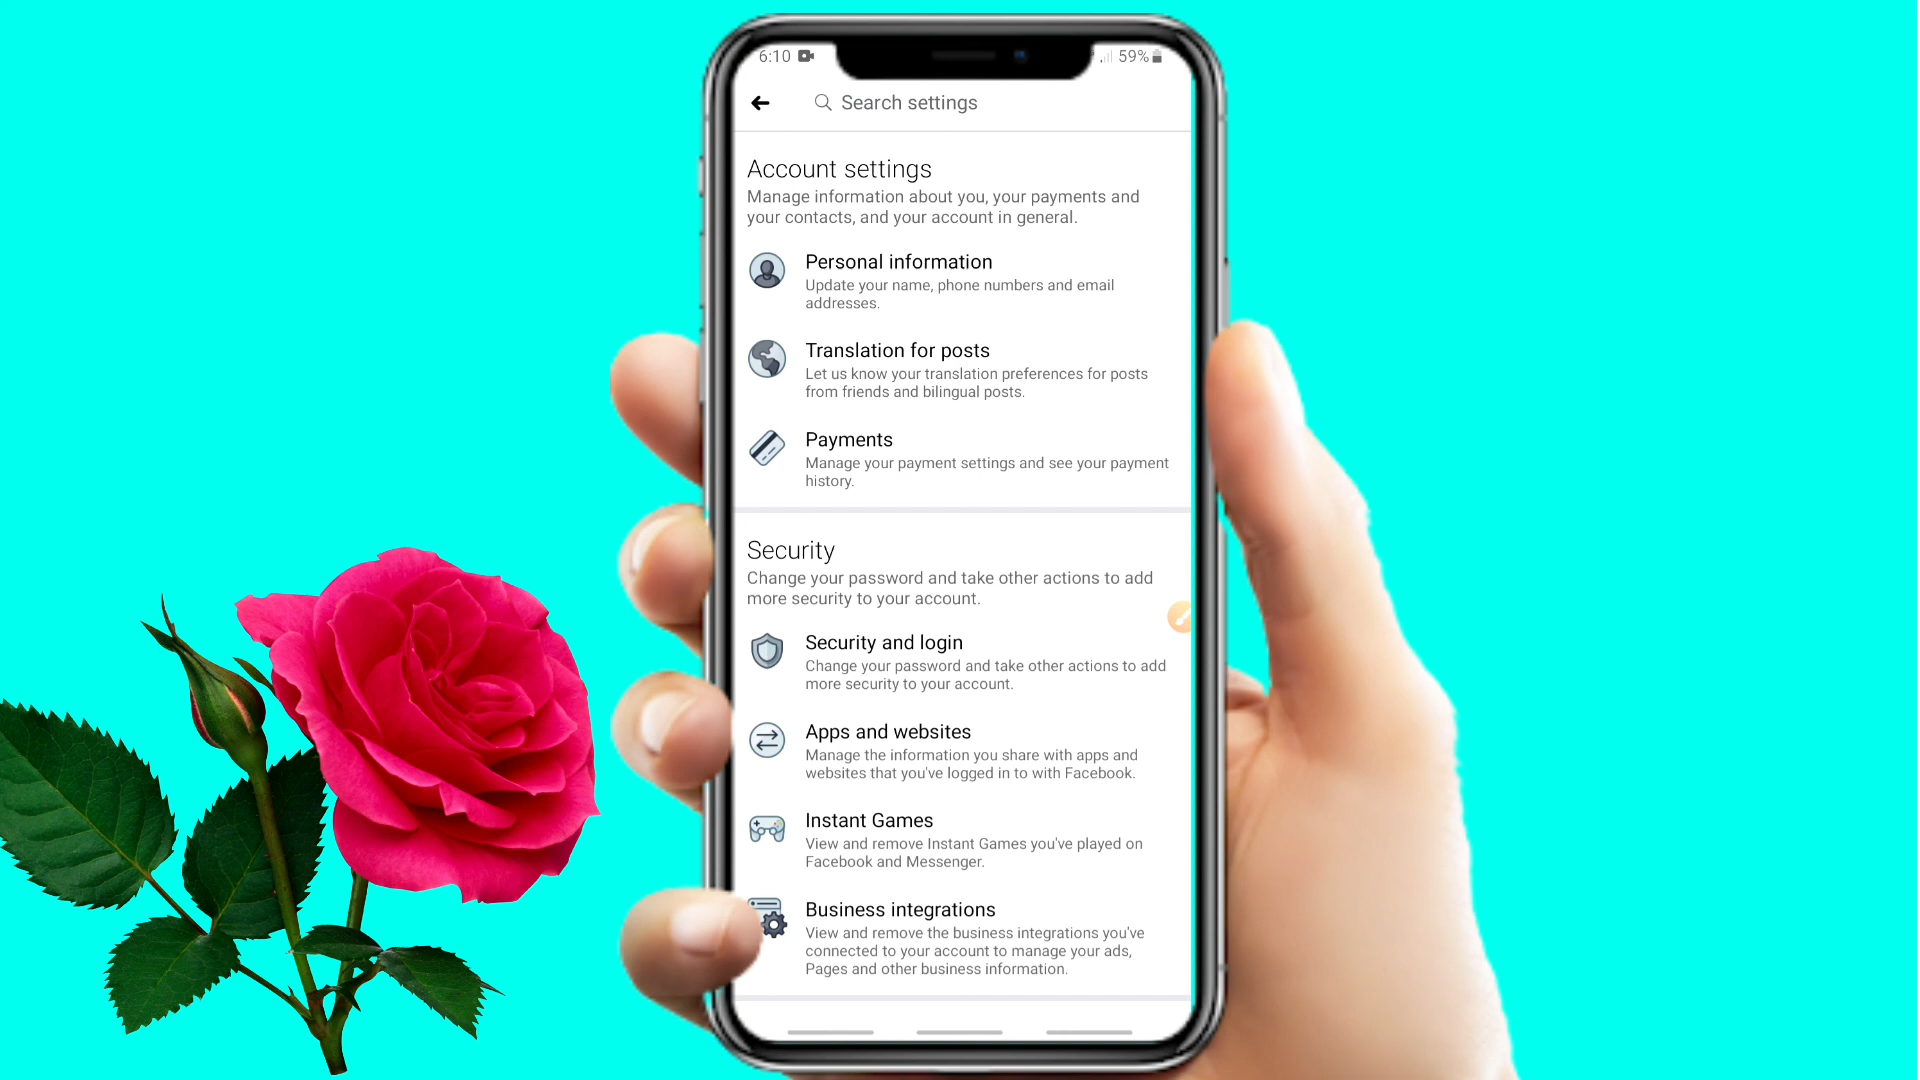 6:10
59%
Search settings
Account settings
Manage information about you, your payments and
your contacts, and your account in general.
Personal information
Update your name, phone numbers and email
addresses.
Translation for posts
Let us know your translation preferences for posts
from friends and bilingual posts.
Payments
Manage your payment settings and see your payment
history.
Security
Change your password and take other actions to add
more security to your account.
Security and login
Change your password and take other actions to add
more security to your account.
Apps and websites
Manage the information you share with apps and
websites that you've logged in to with Facebook.
Instant Games
View and remove Instant Games you've played on
Facebook and Messenger.
Business integrations
View and remove the business integrations you've
connected to your account to manage your ads,
Pages and other business information.